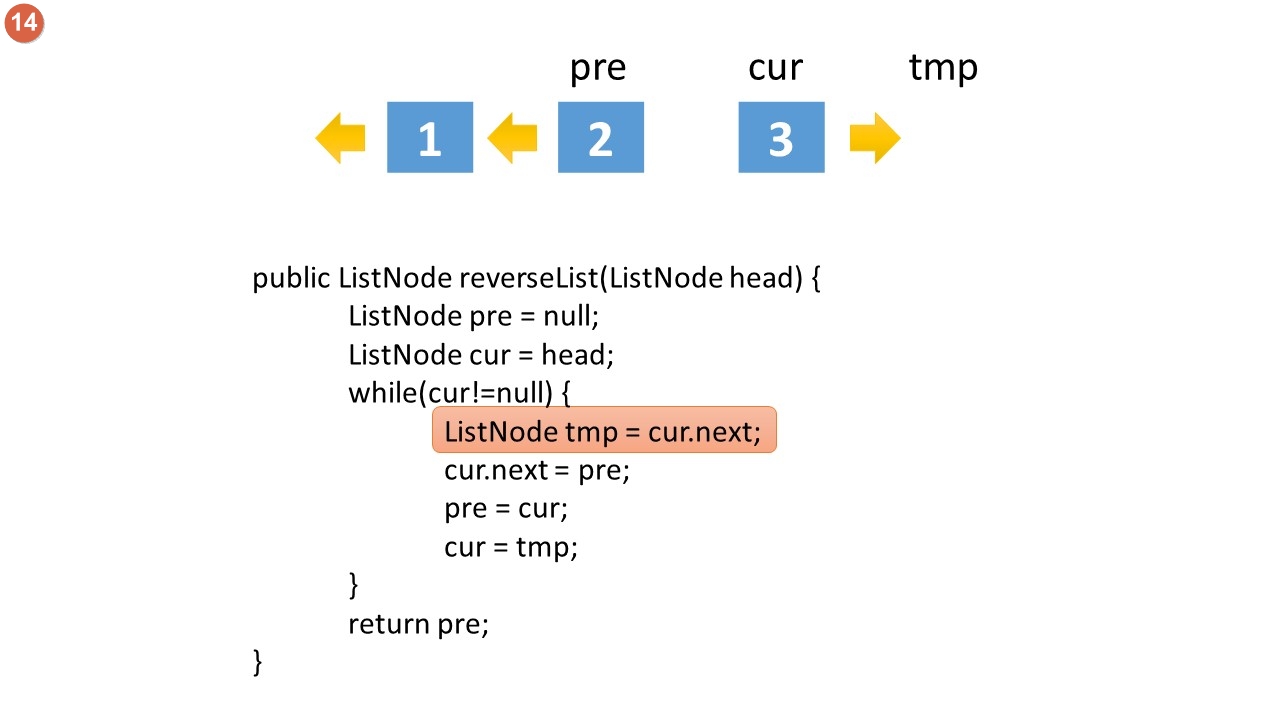 14
pre cur tmp
1 2 3
public ListNode reverseList(ListNode head) {
ListNode pre = null;
ListNode cur = head;
while(cur!=null) {
ListNode tmp = cur.next;
cur.next = pre;
pre = cur;
cur = tmp;
}
return pre;
}